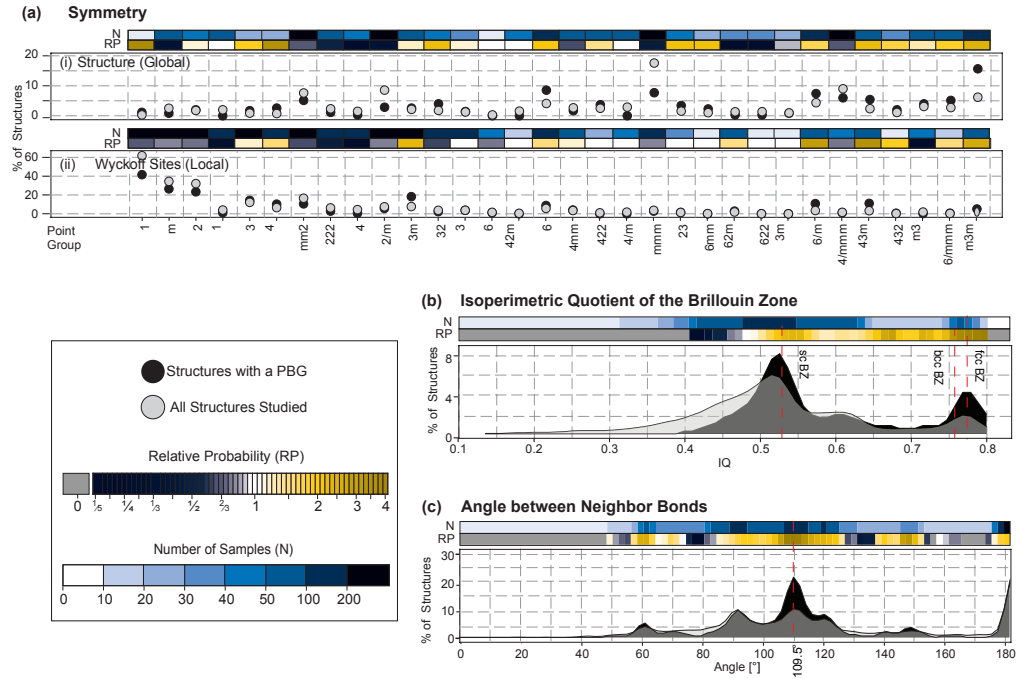 (a) Symmetry
N
RP
20
10
0
(i) Structure (Global)
% of Structures
N
RP
60
40
20
0
(ii) Wyckoff Sites (Local)
Point
Group
1 m 2 1 3 4 mm2 222 4 2/m 3m 32 3 6 42m 6 4mm 422 4/m mmm 23 6mm 62m 622 3m 6/m 4/mmm 43m 432 m3 6/mmm m3m
(b) Isoperimetric Quotient of the Brillouin Zone
N
RP
8
4
0
% of Structures
sc BZ
bcc BZ
fcc BZ
0.1 0.2 0.3 0.4 0.5 0.6 0.7 0.8
IQ
Structures with a PBG
All Structures Studied
Relative Probability (RP)
0 1/5 1/4 1/3 1/2 2/3 1 2 3 4
Number of Samples (N)
0 10 20 30 40 50 100 200
(c) Angle between Neighbor Bonds
N
RP
30
20
10
0
% of Structures
0 20 40 60 80 100 120 140 160 180
Angle [°]
109.5°